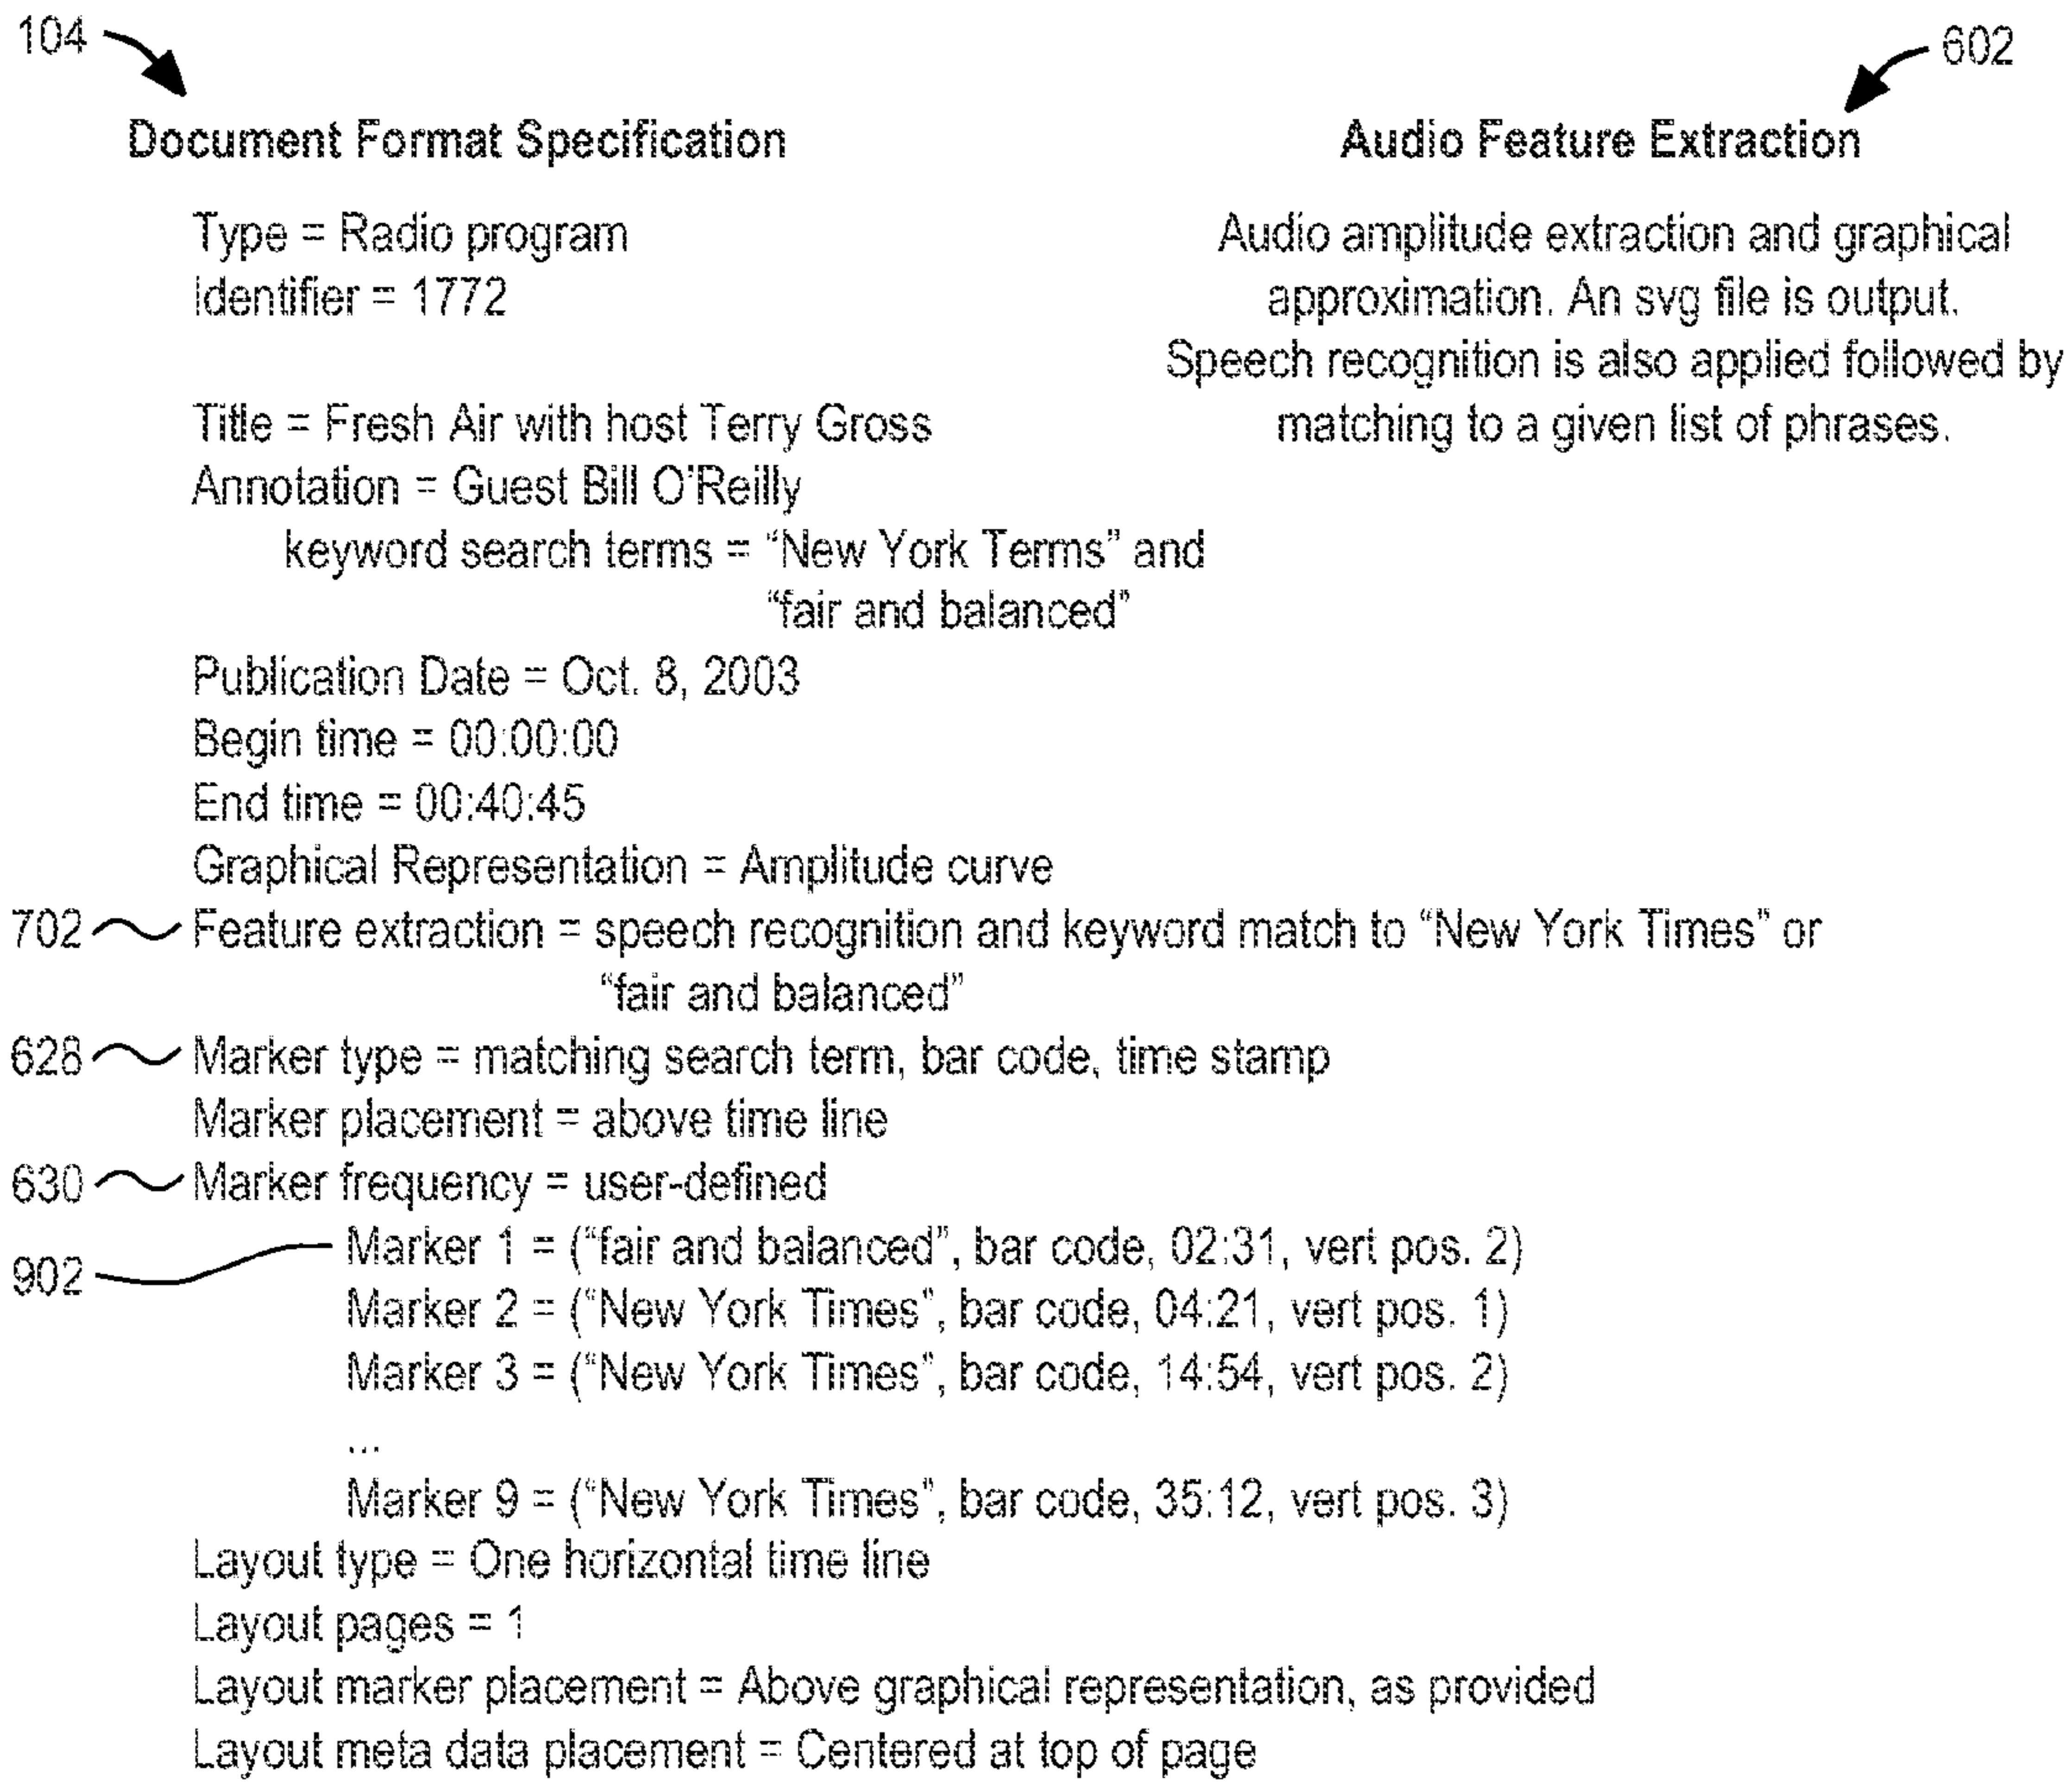 104
602
Document Format Specification
Audio Feature Extraction
Type = Radio program
Identifier = 1772
Title = Fresh Air with host Terry Gross
Annotation = Guest Bill O'Reilly
keyword search terms = “New York Terms” and
“fair and balanced”
Publication Date = Oct. 8, 2003
Begin time = 00:00:00
End time = 00:40:45
Graphical Representation = Amplitude curve
702 Feature extraction = speech recognition and keyword match to “New York Times” or
“fair and balanced”
628 Marker type = matching search term, bar code, time stamp
Marker placement = above time line
630 Marker frequency = user-defined
902 Marker 1 = (“fair and balanced”, bar code, 02:31, vert pos. 2)
Marker 2 = (“New York Times”, bar code, 04:21, vert pos. 1)
Marker 3 = (“New York Times”, bar code, 14:54, vert pos. 2)
...
Marker 9 = (“New York Times”, bar code, 35:12, vert pos. 3)
Layout type = One horizontal time line
Layout pages = 1
Layout marker placement = Above graphical representation, as provided
Layout meta data placement = Centered at top of page
Audio amplitude extraction and graphical
approximation. An svg file is output.
Speech recognition is also applied followed by
matching to a given list of phrases.